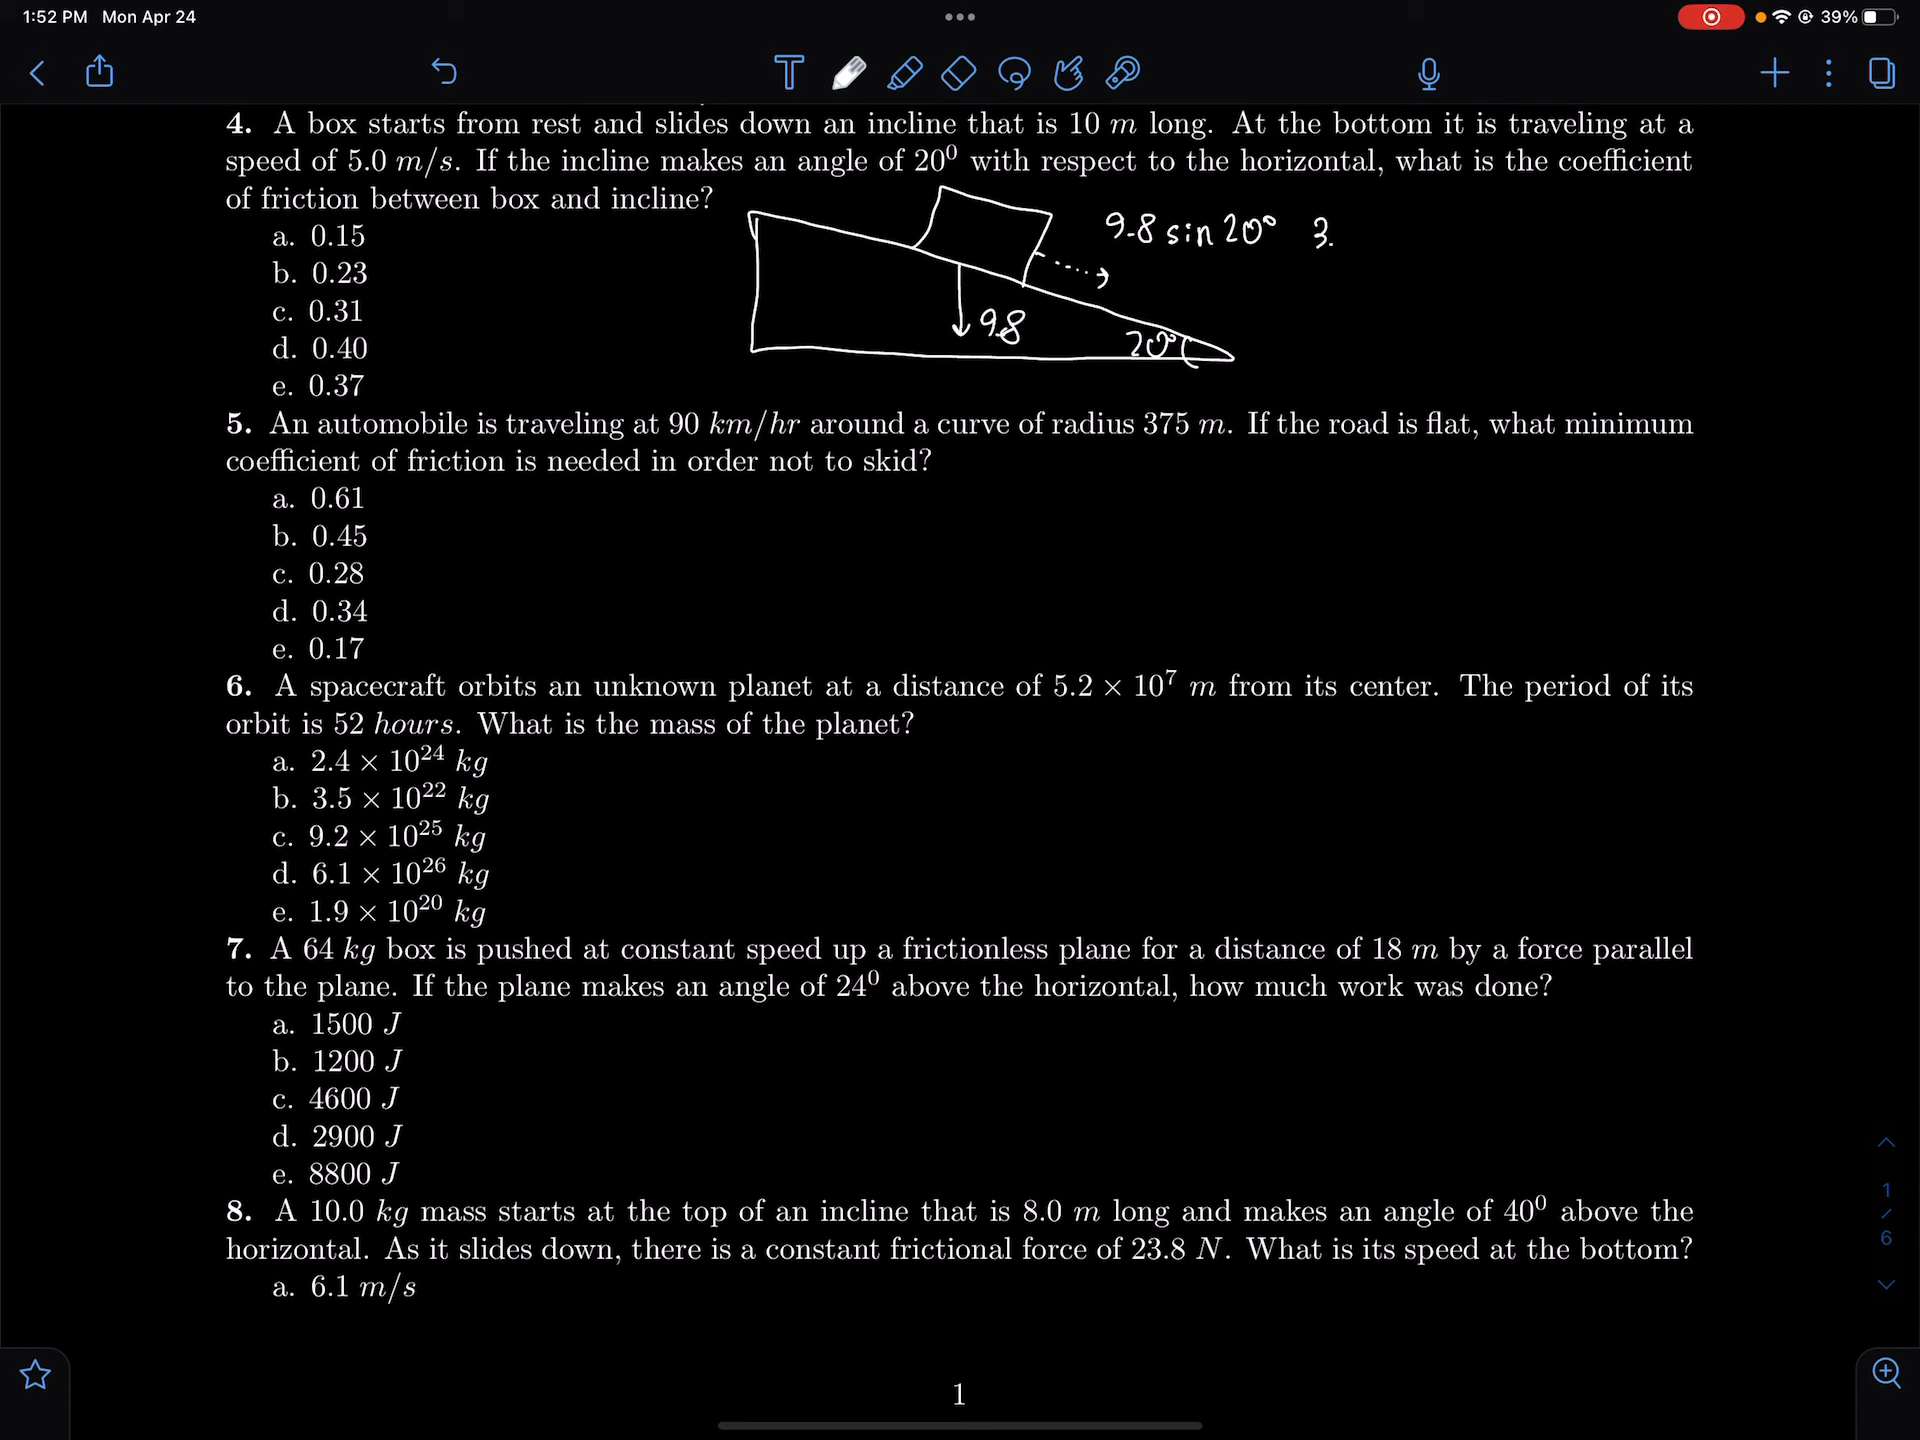 1:52 PM Mon Apr 24
39%
4. A box starts from rest and slides down an incline that is 10 m long. At the bottom it is traveling at a
speed of 5.0 m/s. If the incline makes an angle of 20⁰ with respect to the horizontal, what is the coefficient
of friction between box and incline?
9.8 sin 20° 3.
a. 0.15
b. 0.23
c. 0.31
9.8
20°
d. 0.40
e. 0.37
5. An automobile is traveling at 90 km/hr around a curve of radius 375 m. If the road is flat, what minimum
coefficient of friction is needed in order not to skid?
a. 0.61
b. 0.45
c. 0.28
d. 0.34
e. 0.17
6. A spacecraft orbits an unknown planet at a distance of 5.2 × 10⁷ m from its center. The period of its
orbit is 52 hours. What is the mass of the planet?
a. 2.4 × 10²⁴ kg
b. 3.5 × 10²² kg
c. 9.2 × 10²⁵ kg
d. 6.1 × 10²⁶ kg
e. 1.9 × 10²⁰ kg
7. A 64 kg box is pushed at constant speed up a frictionless plane for a distance of 18 m by a force parallel
to the plane. If the plane makes an angle of 24⁰ above the horizontal, how much work was done?
a. 1500 J
b. 1200 J
c. 4600 J
d. 2900 J
e. 8800 J
8. A 10.0 kg mass starts at the top of an incline that is 8.0 m long and makes an angle of 40⁰ above the
horizontal. As it slides down, there is a constant frictional force of 23.8 N. What is its speed at the bottom?
a. 6.1 m/s
1
/
6
1